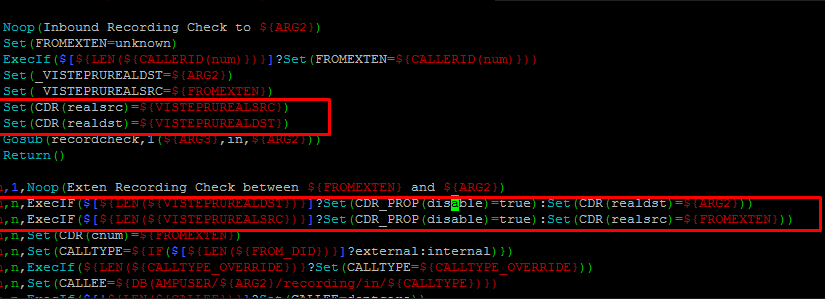 Noop(Inbound Recording Check to ${ARG2})
Set(FROMEXTEN=unknown)
ExecIf($[${LEN(${CALLERID(num)})}]?Set(FROMEXTEN=${CALLERID(num)}))
Set(_VISTEPRUREALDST=${ARG2})
Set(_VISTEPRUREALSRC=${FROMEXTEN})
Set(CDR(realsrc)=${VISTEPRUREALSRC})
Set(CDR(realdst)=${VISTEPRUREALDST})
Gosub(recordcheck,1(${ARG3},in,${ARG2}))
Return()
,1,Noop(Exten Recording Check between ${FROMEXTEN} and ${ARG2})
,n,ExecIF($[${LEN(${VISTEPRUREALDST})}]?Set(CDR_PROP(disable)=true):Set(CDR(realdst)=${ARG2}))
,n,ExecIF($[${LEN(${VISTEPRUREALSRC})}]?Set(CDR_PROP(disable)=true):Set(CDR(realsrc)=${FROMEXTEN}))
,n,Set(CDR(cnum)=${FROMEXTEN})
,n,Set(CALLTYPE=${IF($[${LEN(${FROM_DID})}]?external:internal)})
,n,ExecIf(${LEN(${CALLTYPE_OVERRIDE})}?Set(CALLTYPE=${CALLTYPE_OVERRIDE}))
,n,Set(CALLEE=${DB(AMPUSER/${ARG2}/recording/in/${CALLTYPE})})